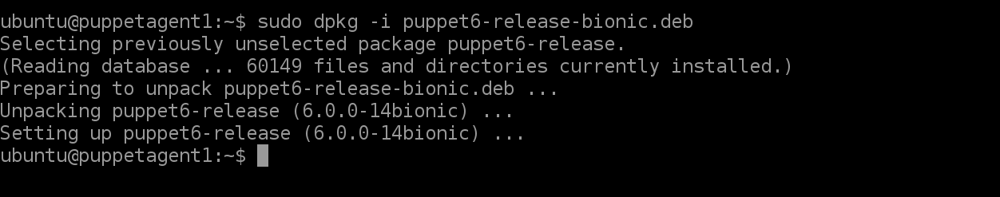 ubuntu@puppetagent1:~$ sudo dpkg -i puppet6-release-bionic.deb
Selecting previously unselected package puppet6-release.
(Reading database ... 60149 files and directories currently installed.)
Preparing to unpack puppet6-release-bionic.deb ...
Unpacking puppet6-release (6.0.0-14bionic) ...
Setting up puppet6-release (6.0.0-14bionic) ...
ubuntu@puppetagent1:~$